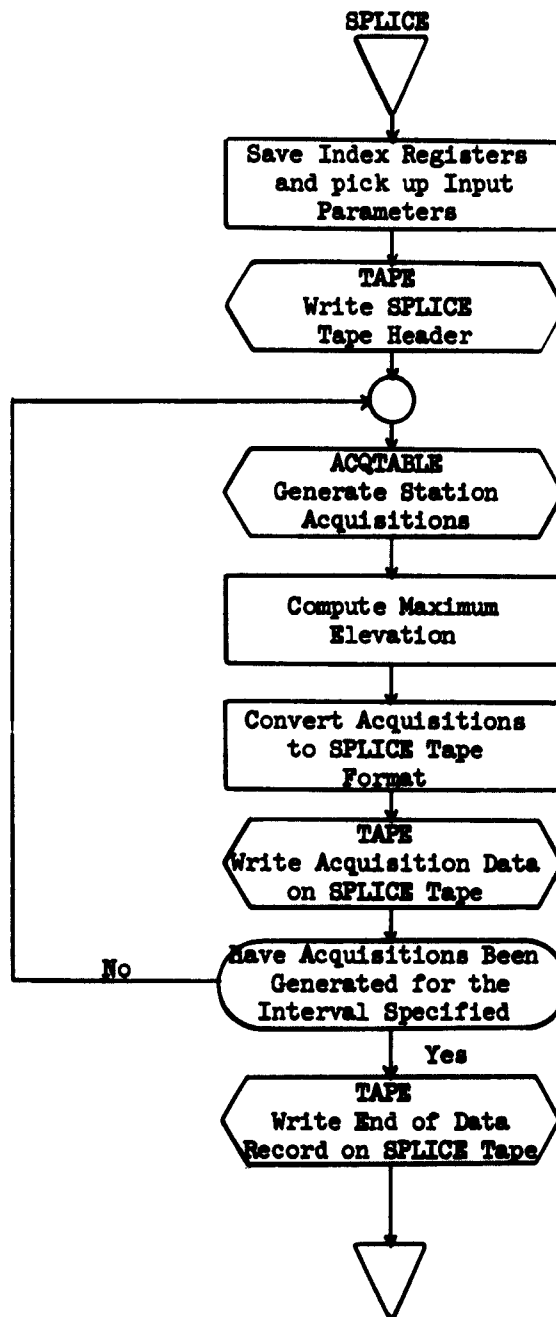 SPLICE
Save Index Registers
and pick up Input
Parameters
TAPE
Write SPLICE
Tape Header
ACQTABLE
Generate Station
Acquisitions
Compute Maximum
Elevation
Convert Acquisitions
to SPLICE Tape
Format
TAPE
Write Acquisition Data
on SPLICE Tape
Have Acquisitions Been
Generated for the
Interval Specified
No
Yes
TAPE
Write End of Data
Record on SPLICE Tape